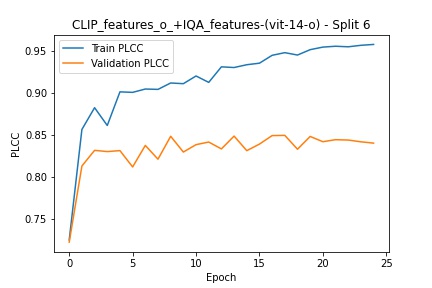 CLIP_features_o_+IQA_features-(vit-14-o) - Split 6
Train PLCC
Validation PLCC
0.95
0.90
0.85
0.80
0.75
PLCC
0 5 10 15 20 25
Epoch